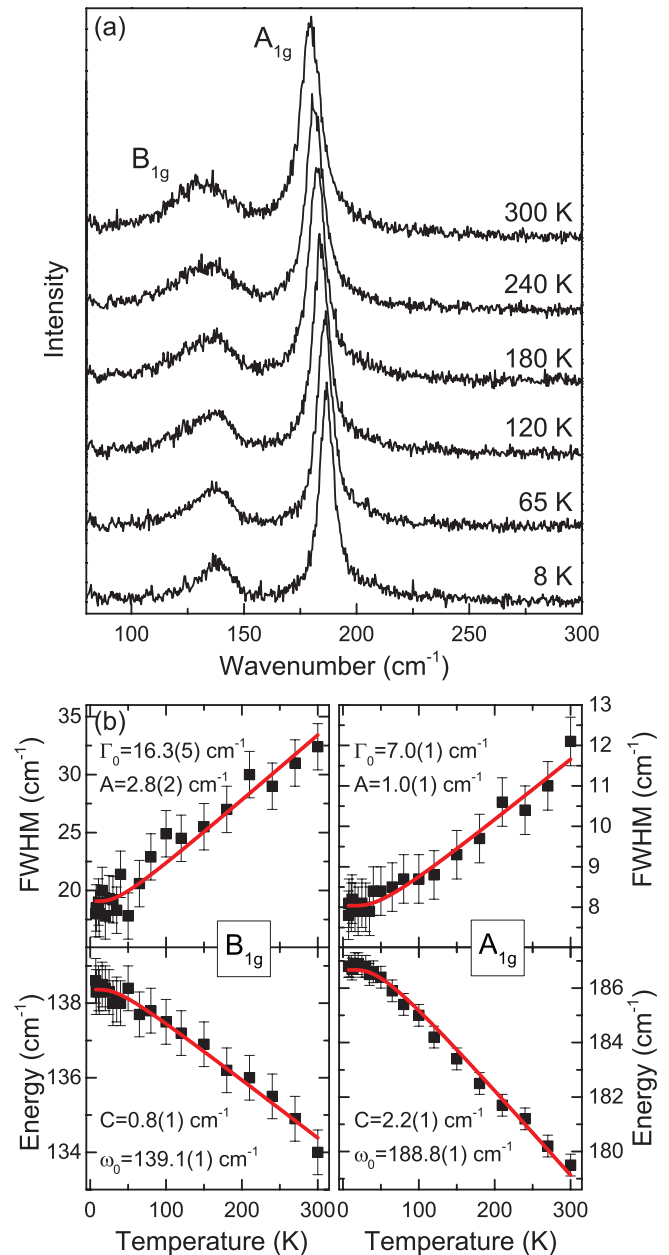 (a)
A1g
B1g
300 K
240 K
180 K
120 K
65 K
8 K
Intensity
100 150 200 250 300
Wavenumber (cm⁻¹)
(b)
Γ₀=16.3(5) cm⁻¹
A=2.8(2) cm⁻¹
35
30
25
20
FWHM (cm⁻¹)
Γ₀=7.0(1) cm⁻¹
A=1.0(1) cm⁻¹
13
12
11
10
9
8
FWHM (cm⁻¹)
B1g
A1g
138
136
134
Energy (cm⁻¹)
C=0.8(1) cm⁻¹
ω₀=139.1(1) cm⁻¹
C=2.2(1) cm⁻¹
ω₀=188.8(1) cm⁻¹
186
184
182
180
Energy (cm⁻¹)
0 100 200 300
0 100 200 300
Temperature (K)
Temperature (K)